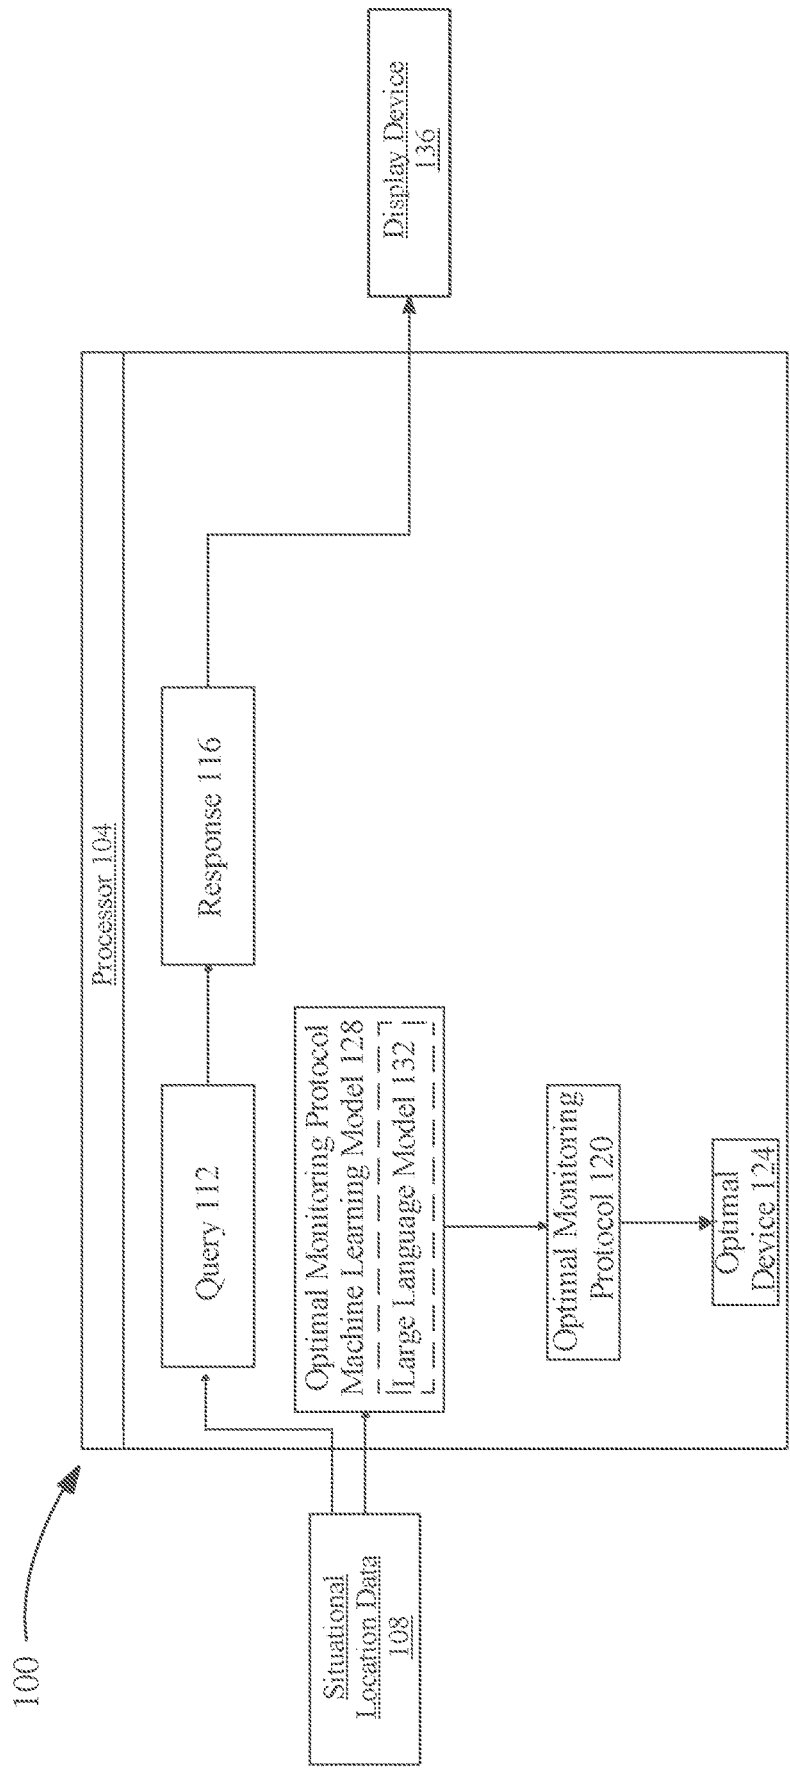 100
Processor 104
Situational
Location Data
108
Query 112
Response 116
Optimal Monitoring Protocol
Machine Learning Model 128
Large Language Model 132
Optimal Monitoring
Protocol 120
Optimal
Device 124
Display Device
136